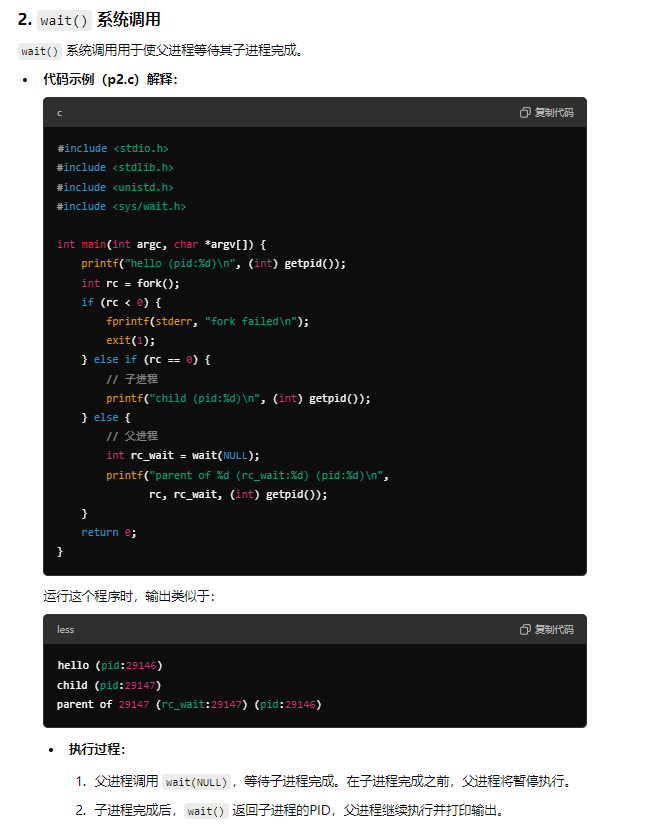 2. wait() 系统调用
wait() 系统调用用于使父进程等待其子进程完成。
• 代码示例（p2.c）解释：
c 复制代码
#include <stdio.h>
#include <stdlib.h>
#include <unistd.h>
#include <sys/wait.h>

int main(int argc, char *argv[]) {
    printf("hello (pid:%d)\n", (int) getpid());
    int rc = fork();
    if (rc < 0) {
        fprintf(stderr, "fork failed\n");
        exit(1);
    } else if (rc == 0) {
        // 子进程
        printf("child (pid:%d)\n", (int) getpid());
    } else {
        // 父进程
        int rc_wait = wait(NULL);
        printf("parent of %d (rc_wait:%d) (pid:%d)\n",
               rc, rc_wait, (int) getpid());
    }
    return 0;
}
运行这个程序时，输出类似于：
less 复制代码
hello (pid:29146)
child (pid:29147)
parent of 29147 (rc_wait:29147) (pid:29146)
• 执行过程：
1. 父进程调用 wait(NULL)，等待子进程完成。在子进程完成之前，父进程将暂停执行。
2. 子进程完成后，wait() 返回子进程的PID，父进程继续执行并打印输出。